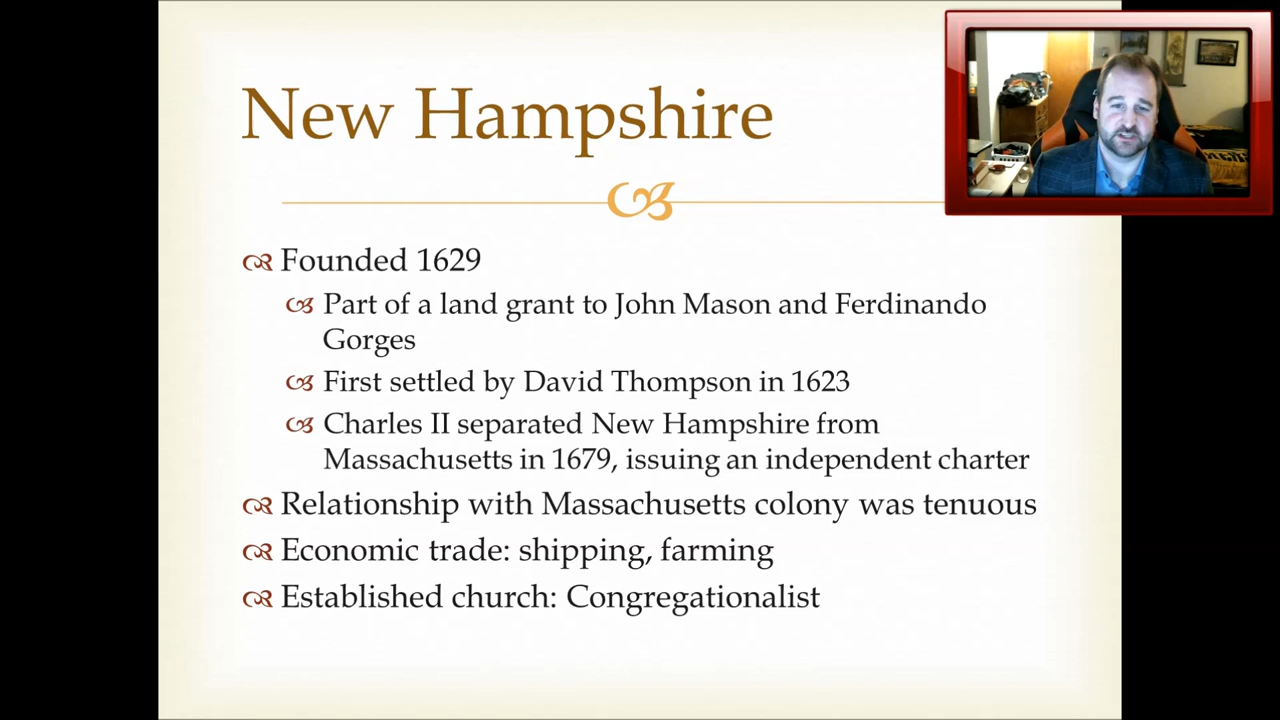 New Hampshire
Founded 1629
Part of a land grant to John Mason and Ferdinando
Gorges
First settled by David Thompson in 1623
Charles II separated New Hampshire from
Massachusetts in 1679, issuing an independent charter
Relationship with Massachusetts colony was tenuous
Economic trade: shipping, farming
Established church: Congregationalist